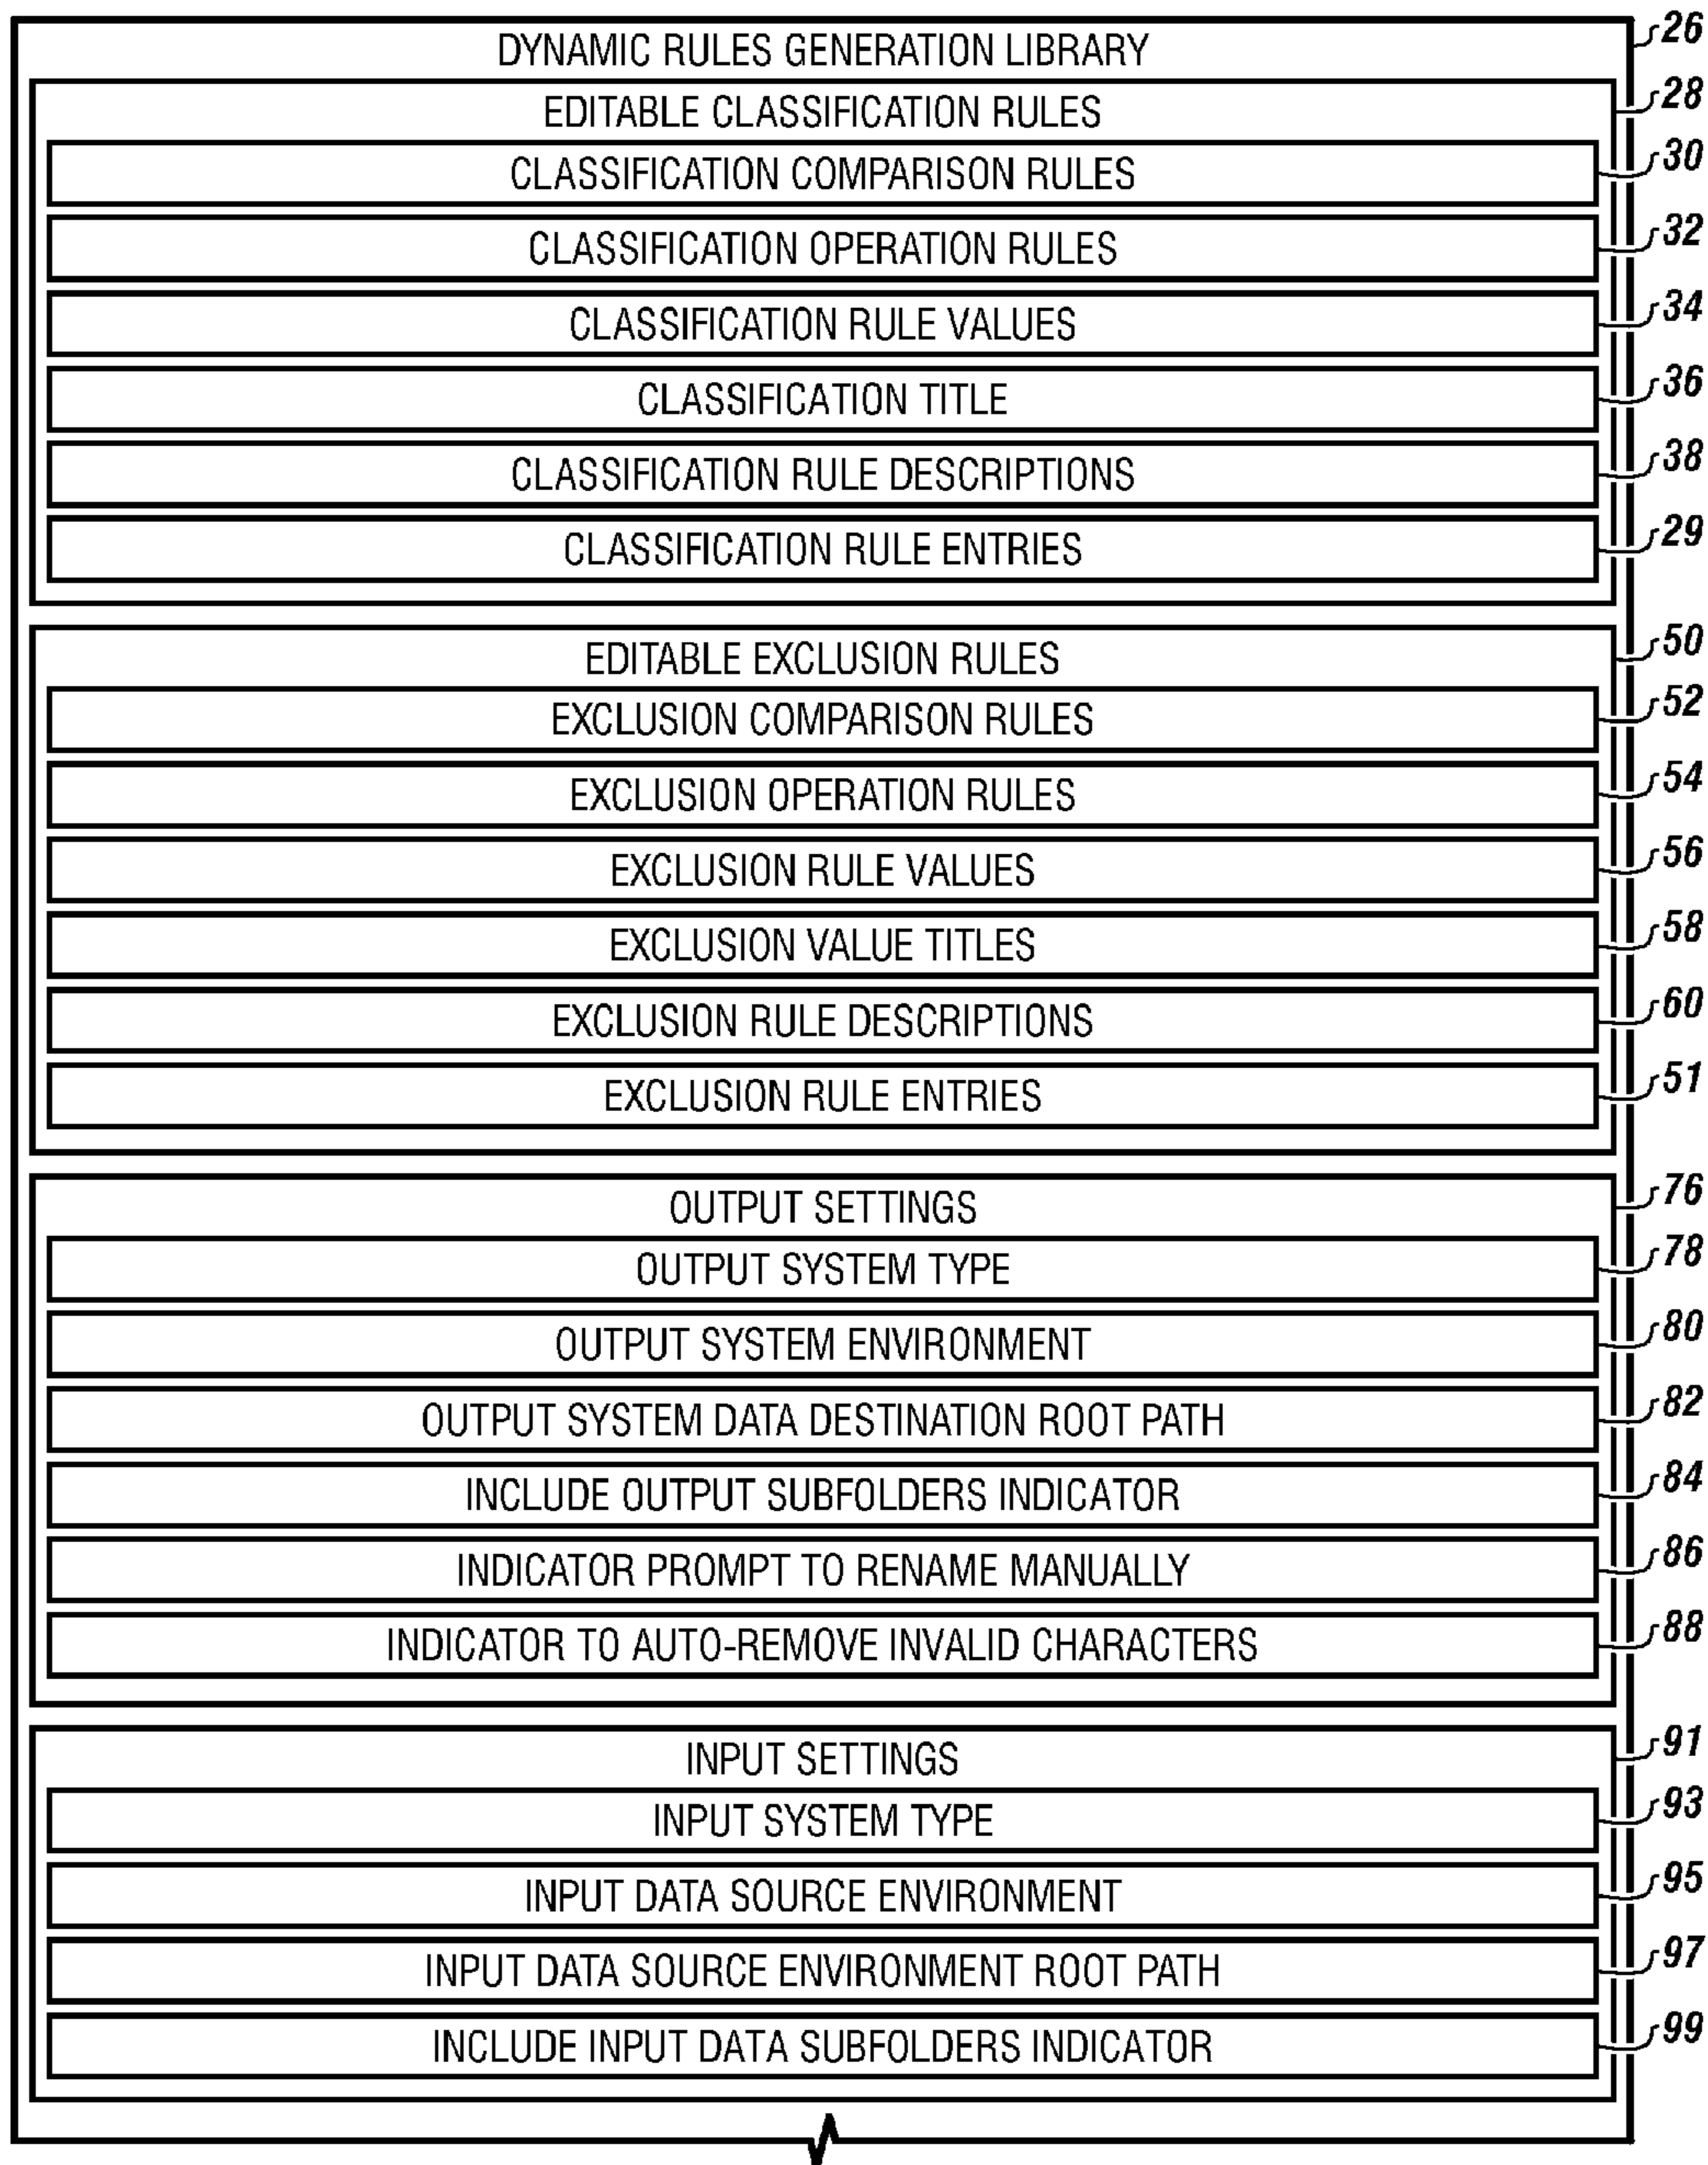 DYNAMIC RULES GENERATION LIBRARY 26
EDITABLE CLASSIFICATION RULES 28
CLASSIFICATION COMPARISON RULES 30
CLASSIFICATION OPERATION RULES 32
CLASSIFICATION RULE VALUES 34
CLASSIFICATION TITLE 36
CLASSIFICATION RULE DESCRIPTIONS 38
CLASSIFICATION RULE ENTRIES 29
EDITABLE EXCLUSION RULES 50
EXCLUSION COMPARISON RULES 52
EXCLUSION OPERATION RULES 54
EXCLUSION RULE VALUES 56
EXCLUSION VALUE TITLES 58
EXCLUSION RULE DESCRIPTIONS 60
EXCLUSION RULE ENTRIES 51
OUTPUT SETTINGS 76
OUTPUT SYSTEM TYPE 78
OUTPUT SYSTEM ENVIRONMENT 80
OUTPUT SYSTEM DATA DESTINATION ROOT PATH 82
INCLUDE OUTPUT SUBFOLDERS INDICATOR 84
INDICATOR PROMPT TO RENAME MANUALLY 86
INDICATOR TO AUTO-REMOVE INVALID CHARACTERS 88
INPUT SETTINGS 91
INPUT SYSTEM TYPE 93
INPUT DATA SOURCE ENVIRONMENT 95
INPUT DATA SOURCE ENVIRONMENT ROOT PATH 97
INCLUDE INPUT DATA SUBFOLDERS INDICATOR 99